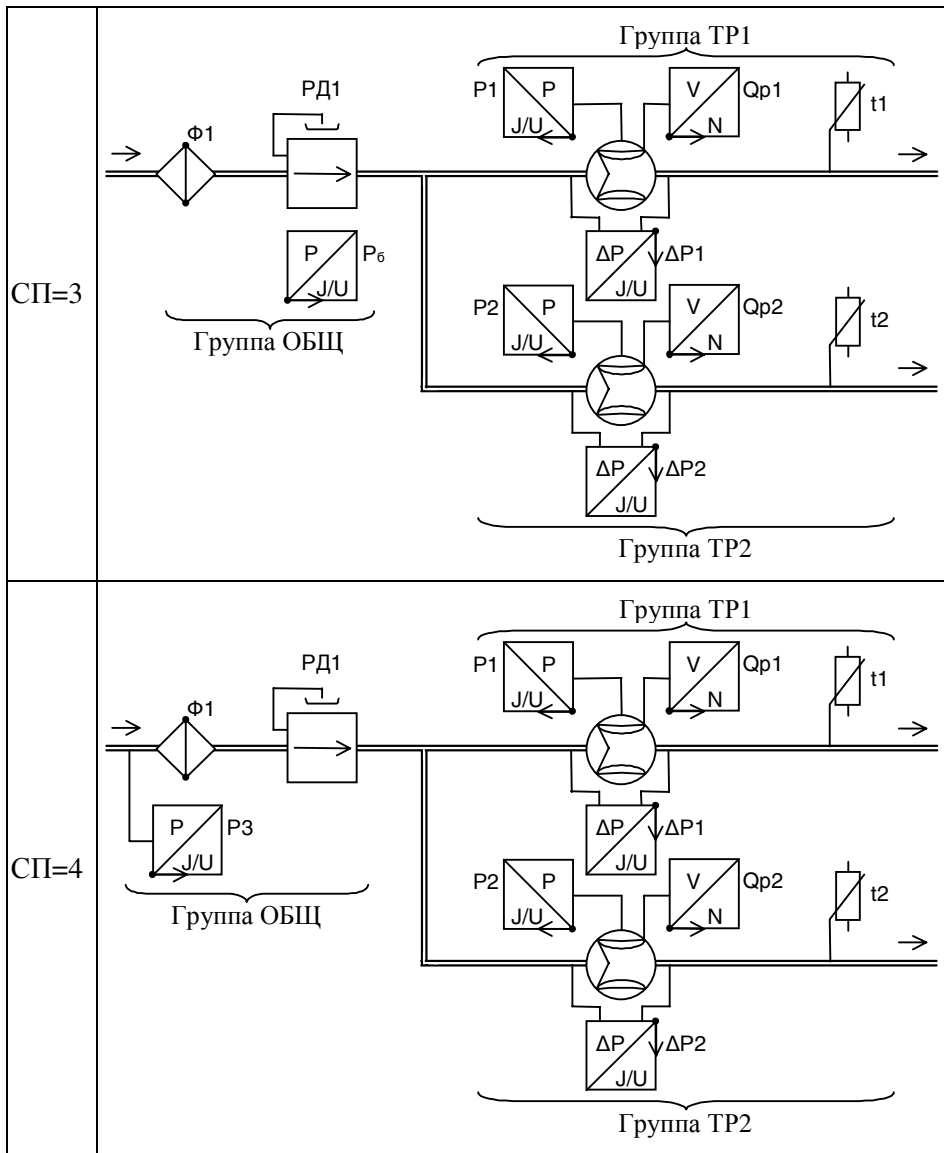 СП=3
Группа ТР1
P1
P
J/U
V
N
Qp1
t1
РД1
Ф1
P
J/U
Pб
Группа ОБЩ
ΔP
J/U
ΔP1
P2
P
J/U
V
N
Qp2
t2
ΔP
J/U
ΔP2
Группа ТР2
СП=4
Группа ТР1
P1
P
J/U
V
N
Qp1
t1
РД1
Ф1
P
J/U
P3
Группа ОБЩ
ΔP
J/U
ΔP1
P2
P
J/U
V
N
Qp2
t2
ΔP
J/U
ΔP2
Группа ТР2